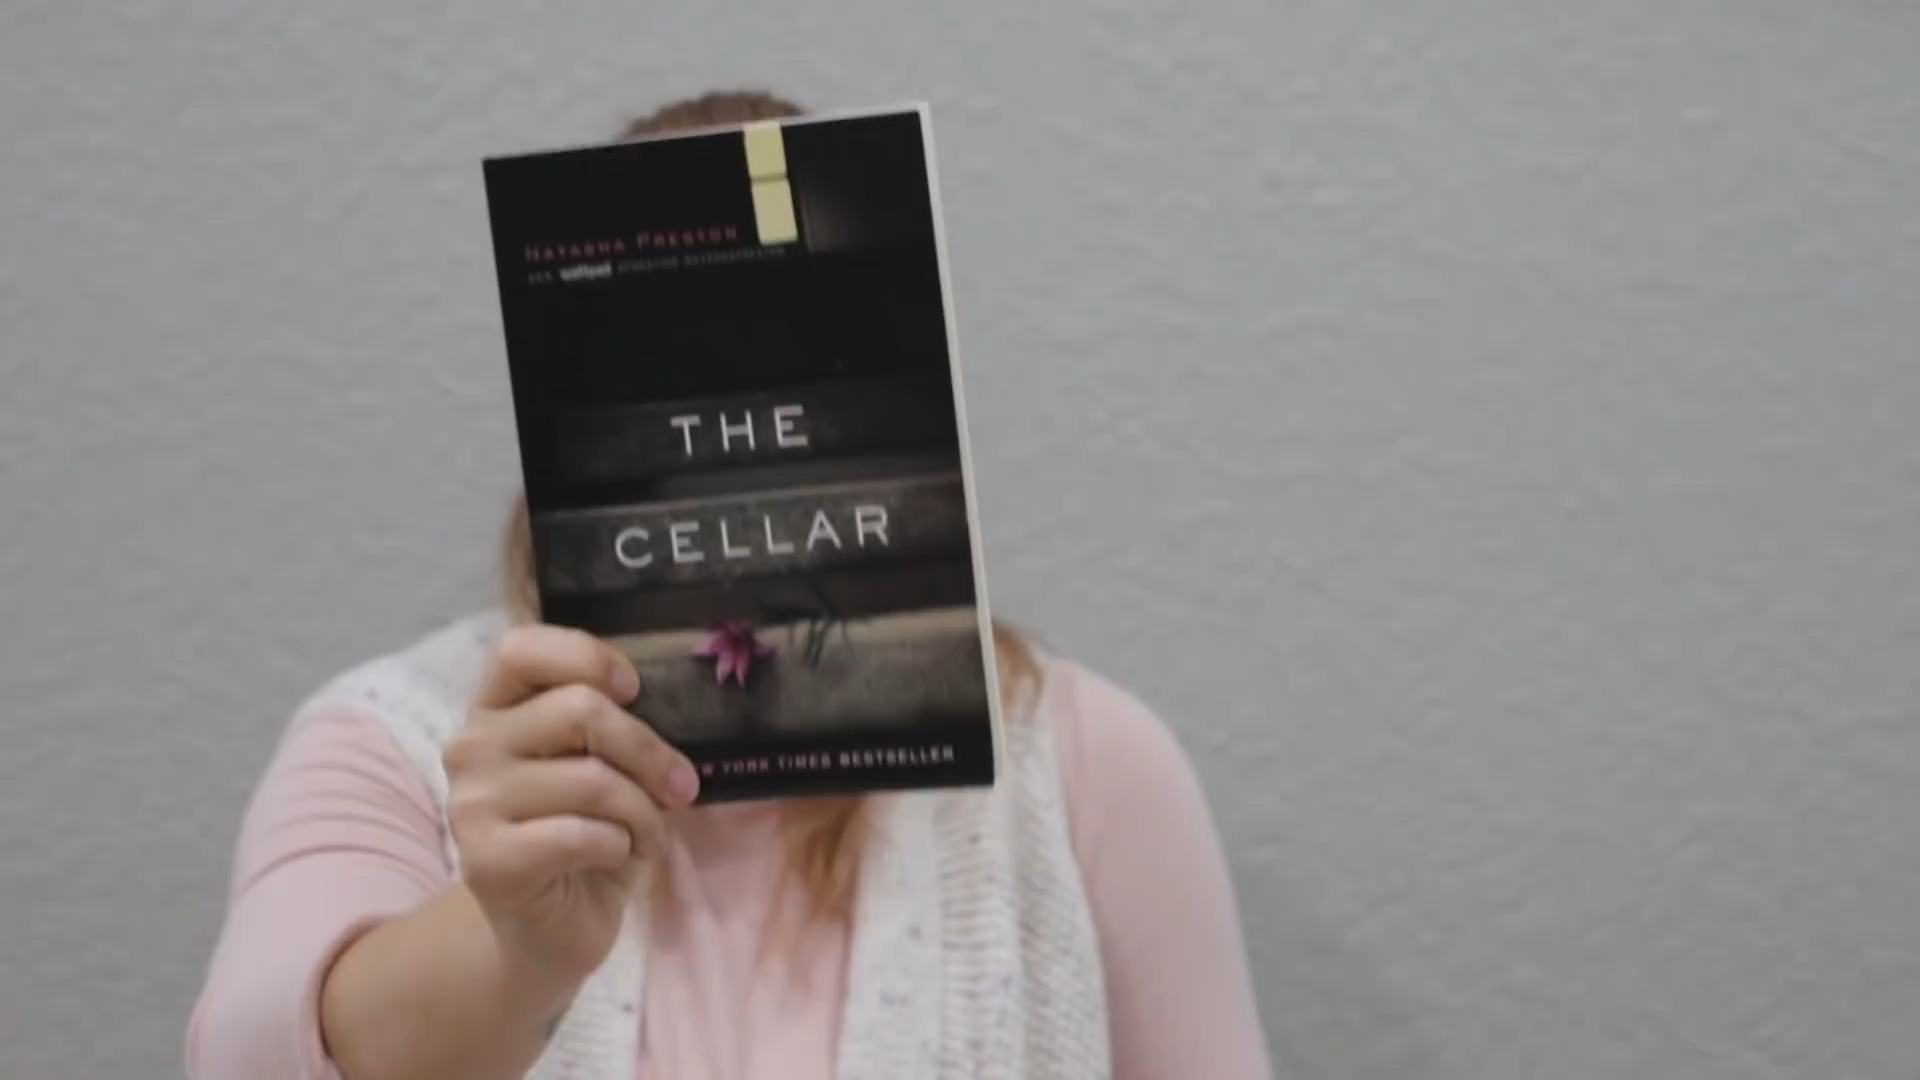 NATASHA PRESTON
wattpad
THE
CELLAR
YORK TIMES BESTSELLER